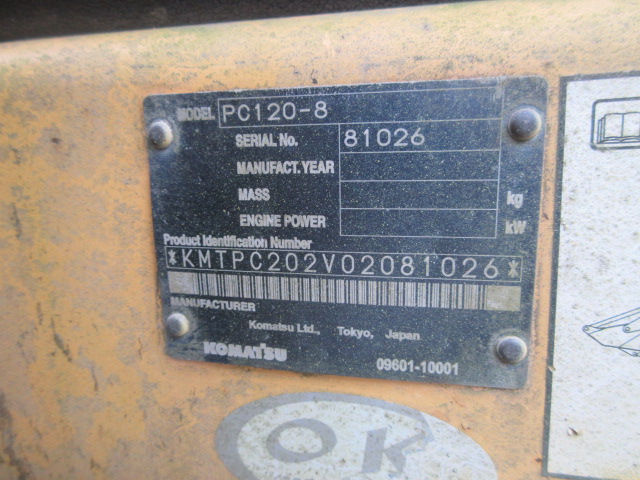 MODEL PC120-8
SERIAL No. 81026
MANUFACT. YEAR
MASS kg
ENGINE POWER kW
Product Identification Number
*KMTPC202V02081026*
MANUFACTURER
Komatsu Ltd., Tokyo, Japan
KOMATSU 09601-10001
OK